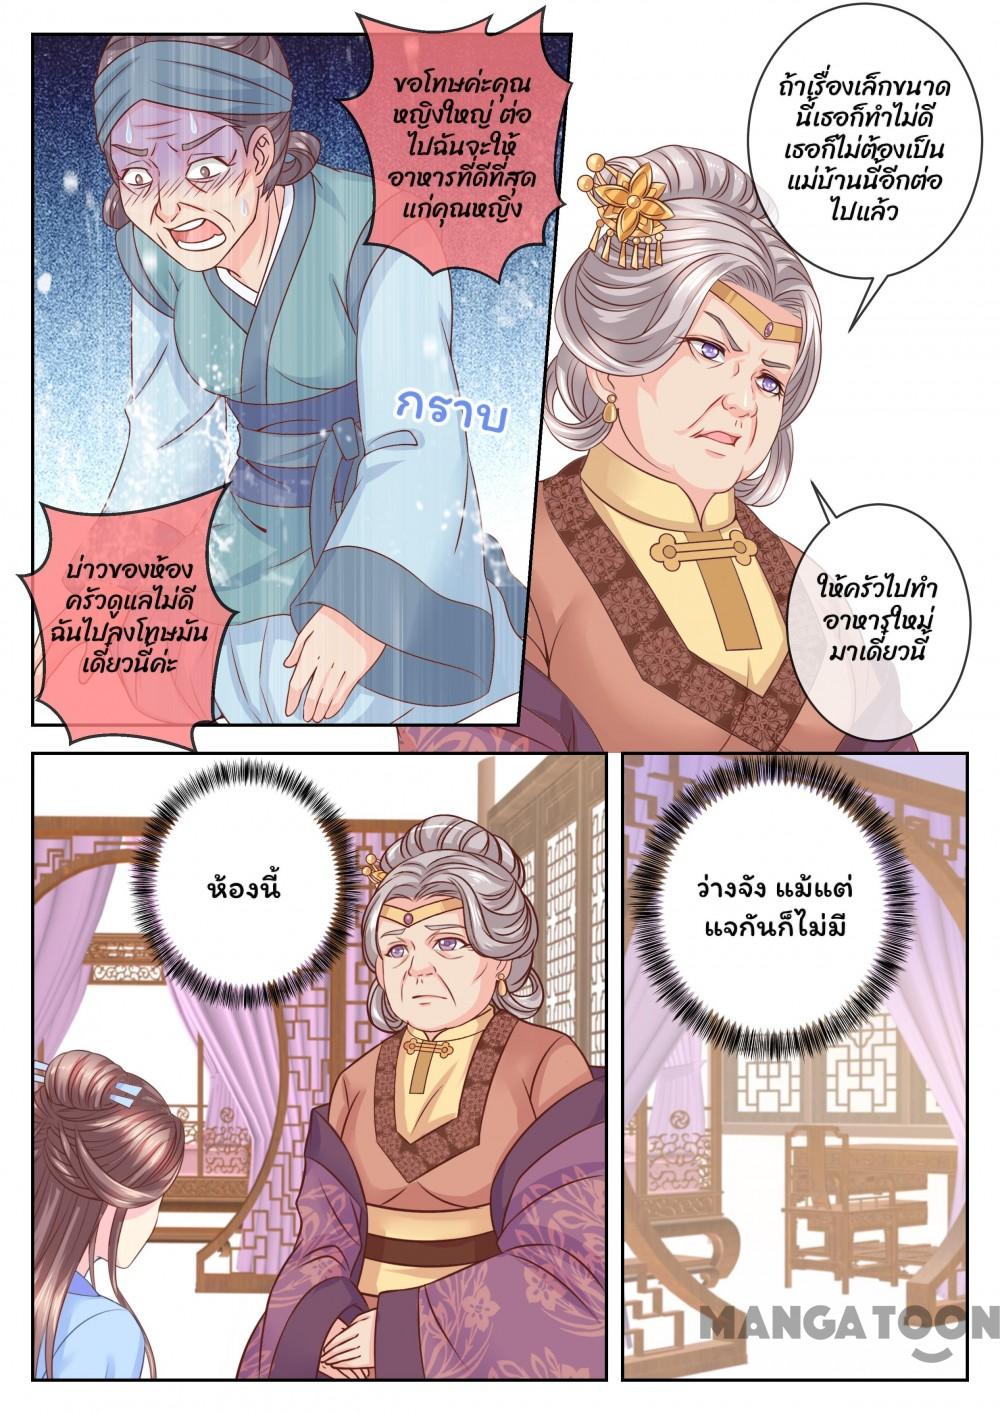 ถ้าเรื่องเล็กขนาด
นี้เธอก็ทำไม่ดี
เธอก็ไม่ต้องเป็น
แม่บ้านนี้อีกต่อ
ไปแล้ว
ขอโทษค่ะคุณ
หญิงใหญ่ ต่อ
ไปฉันจะให้
อาหารที่ดีที่สุด
แก่คุณหญิง
กราบ
บ่าวของห้อง
ครัวดูแลไม่ดี
ฉันไปลงโทษมัน
เดี๋ยวนี้ค่ะ
ให้ครัวไปทำ
อาหารใหม่
มาเดี๋ยวนี้
ห้องนี้
ว่างจัง แม้แต่
แจกันก็ไม่มี
MANGATOON